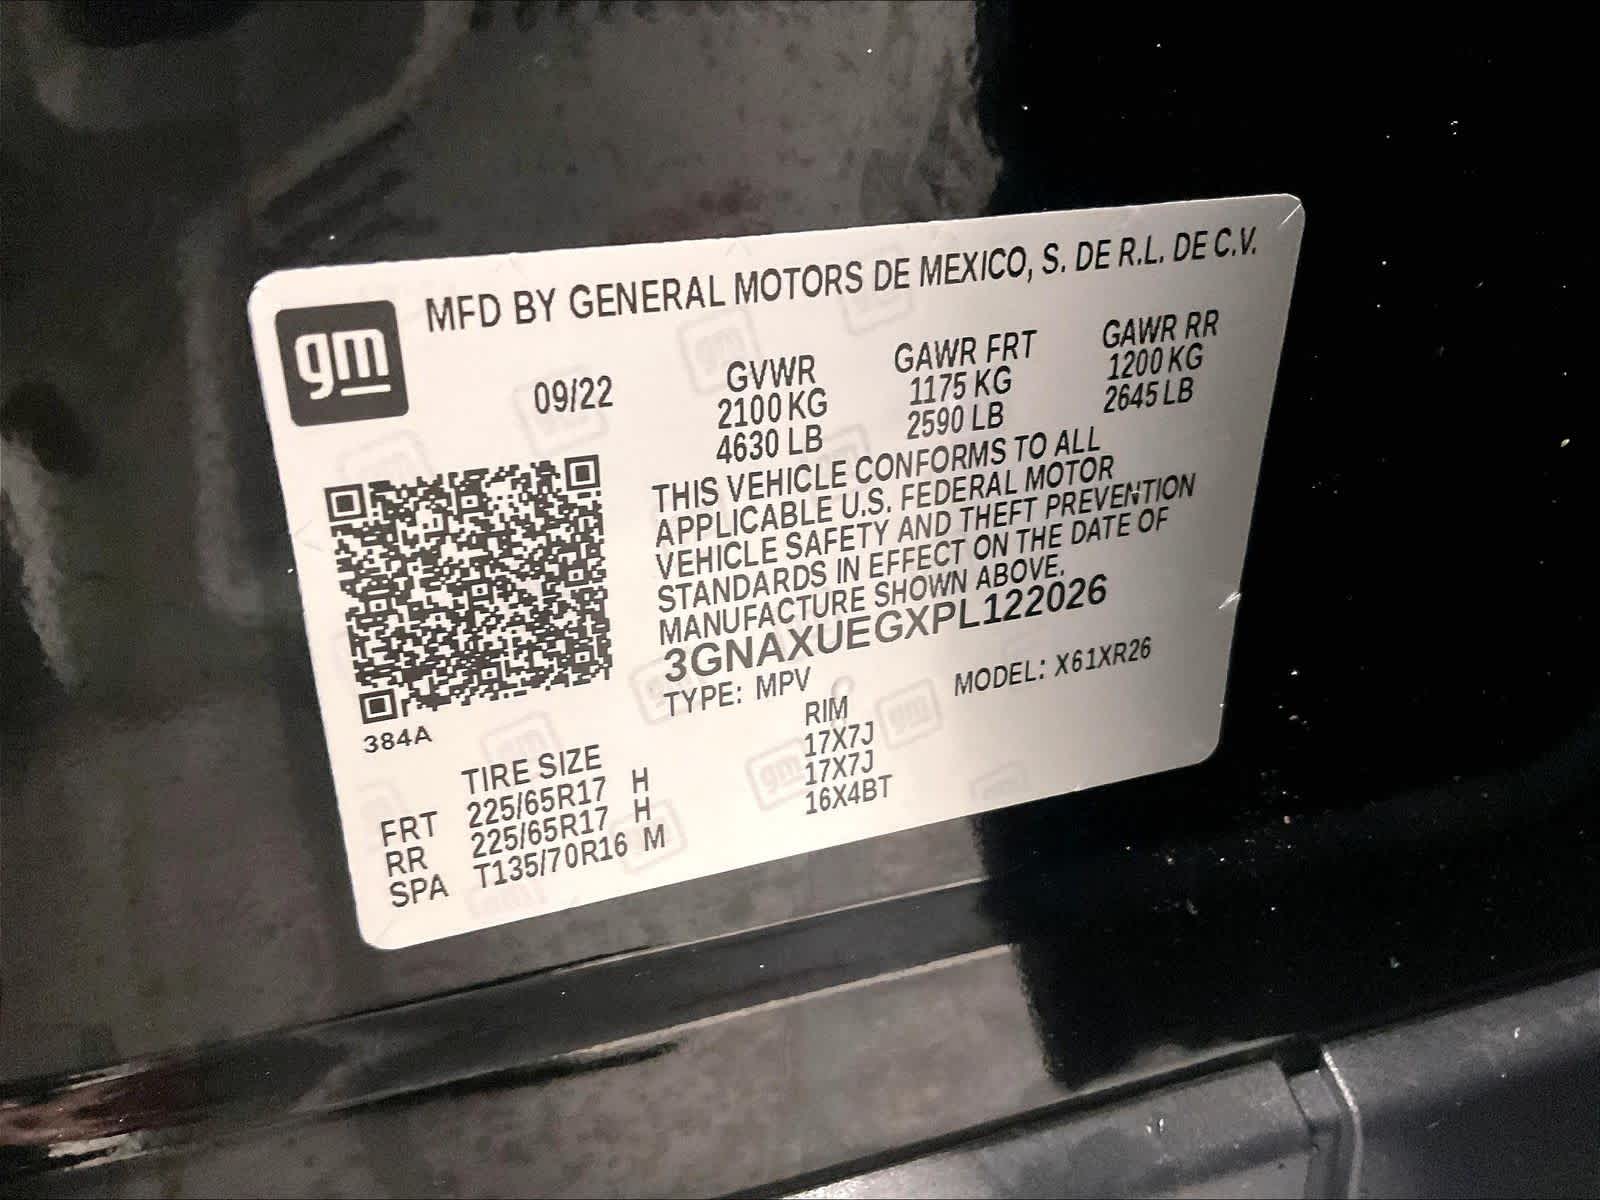 gm
MFD BY GENERAL MOTORS DE MEXICO, S. DE R.L. DE C.V.
09/22
GVWR GAWR FRT GAWR RR
2100 KG 1175 KG 1200 KG
4630 LB 2590 LB 2645 LB
THIS VEHICLE CONFORMS TO ALL
APPLICABLE U.S. FEDERAL MOTOR
VEHICLE SAFETY AND THEFT PREVENTION
STANDARDS IN EFFECT ON THE DATE OF
MANUFACTURE SHOWN ABOVE.
3GNAXUEGXPL122026
TYPE: MPV MODEL: X61XR26
384A
TIRE SIZE RIM
FRT 225/65R17 H 17X7J
RR 225/65R17 H 17X7J
SPA T135/70R16 M 16X4BT